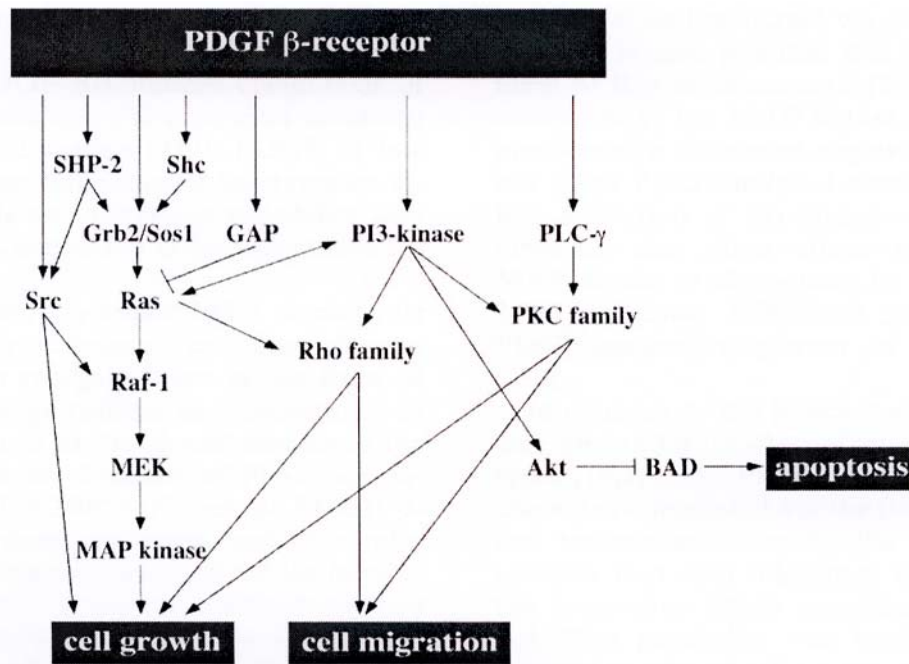 PDGF β-receptor
SHP-2 Shc
Grb2/Sos1 GAP PI3-kinase PLC-γ
Src Ras PKC family
Rho family
Raf-1
MEK Akt BAD apoptosis
MAP kinase
cell growth cell migration